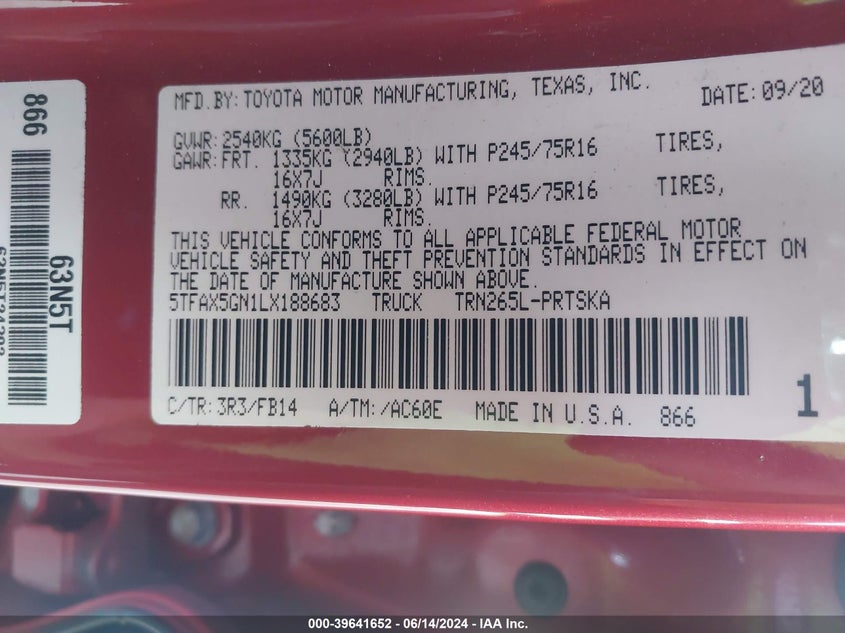 MFD.BY: TOYOTA MOTOR MANUFACTURING, TEXAS, INC. DATE: 09/20
GVWR: 2540KG (5600LB)
GAWR: FRT. 1335KG (2940LB) WITH P245/75R16 TIRES,
16X7J RIMS.
RR. 1490KG (3280LB) WITH P245/75R16 TIRES,
16X7J RIMS.
THIS VEHICLE CONFORMS TO ALL APPLICABLE FEDERAL MOTOR
VEHICLE SAFETY AND THEFT PREVENTION STANDARDS IN EFFECT ON
THE DATE OF MANUFACTURE SHOWN ABOVE.
5TFAX5GN1LX188683 TRUCK TRN265L-PRTSKA
C/TR: 3R3/FB14 A/TM: /AC60E MADE IN U.S.A. 866
1
866
63N5T
000-39641652 / 06/14/2024 - IAA Inc.